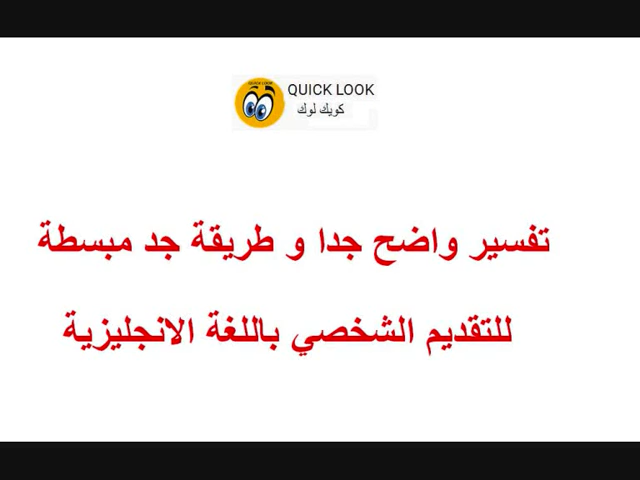 QUICK LOOK
كويك لوك
تفسير واضح جدا و طريقة جد مبسطة
للتقديم الشخصي باللغة الانجليزية